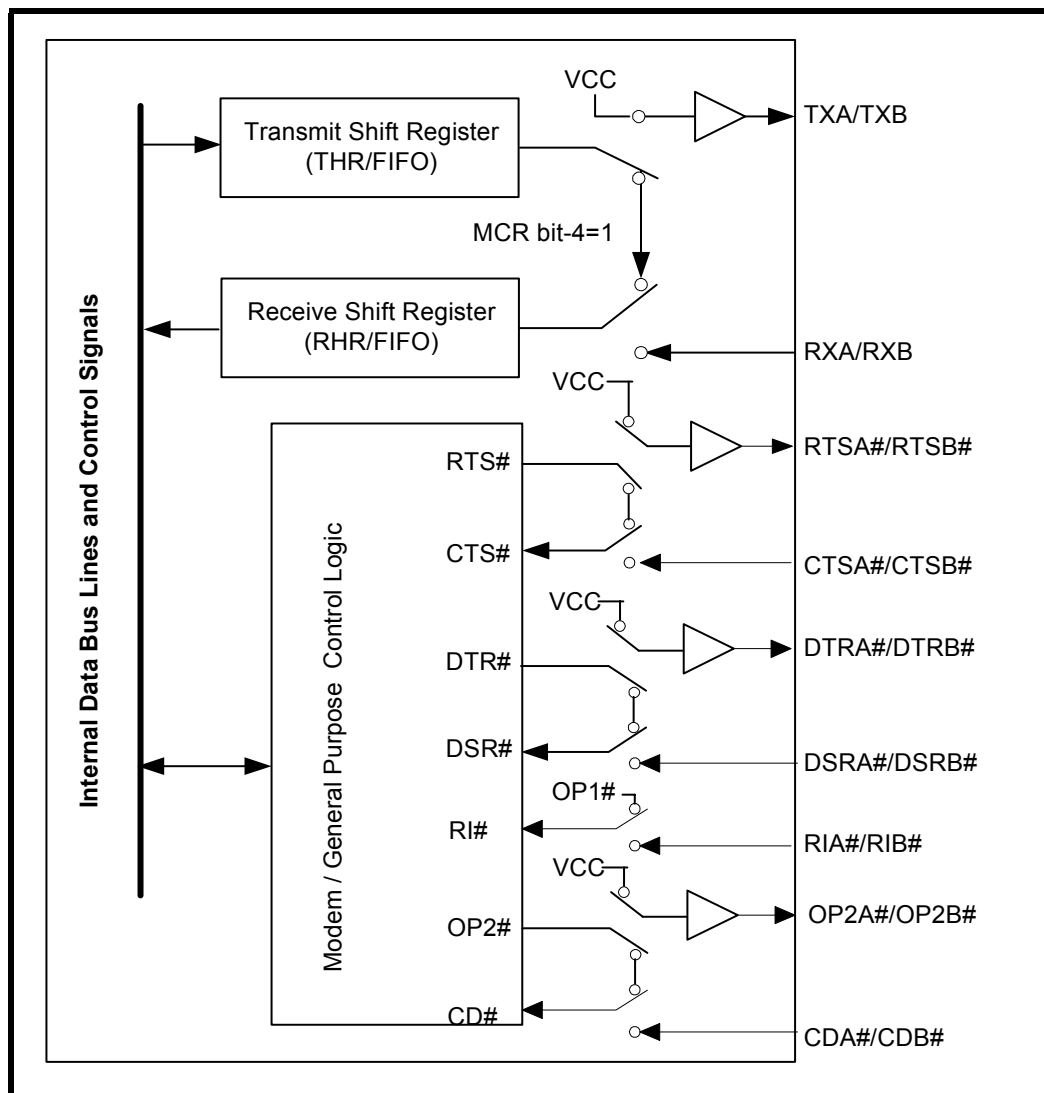 VCC
TXA/TXB
Transmit Shift Register
(THR/FIFO)
MCR bit-4=1
Receive Shift Register
(RHR/FIFO)
RXA/RXB
VCC
RTSA#/RTSB#
RTS#
CTS#
CTSA#/CTSB#
VCC
DTRA#/DTRB#
DTR#
DSR#
DSRA#/DSRB#
OP1#
RI#
RIA#/RIB#
VCC
OP2A#/OP2B#
OP2#
CD#
CDA#/CDB#
Internal Data Bus Lines and Control Signals
Modem / General Purpose Control Logic